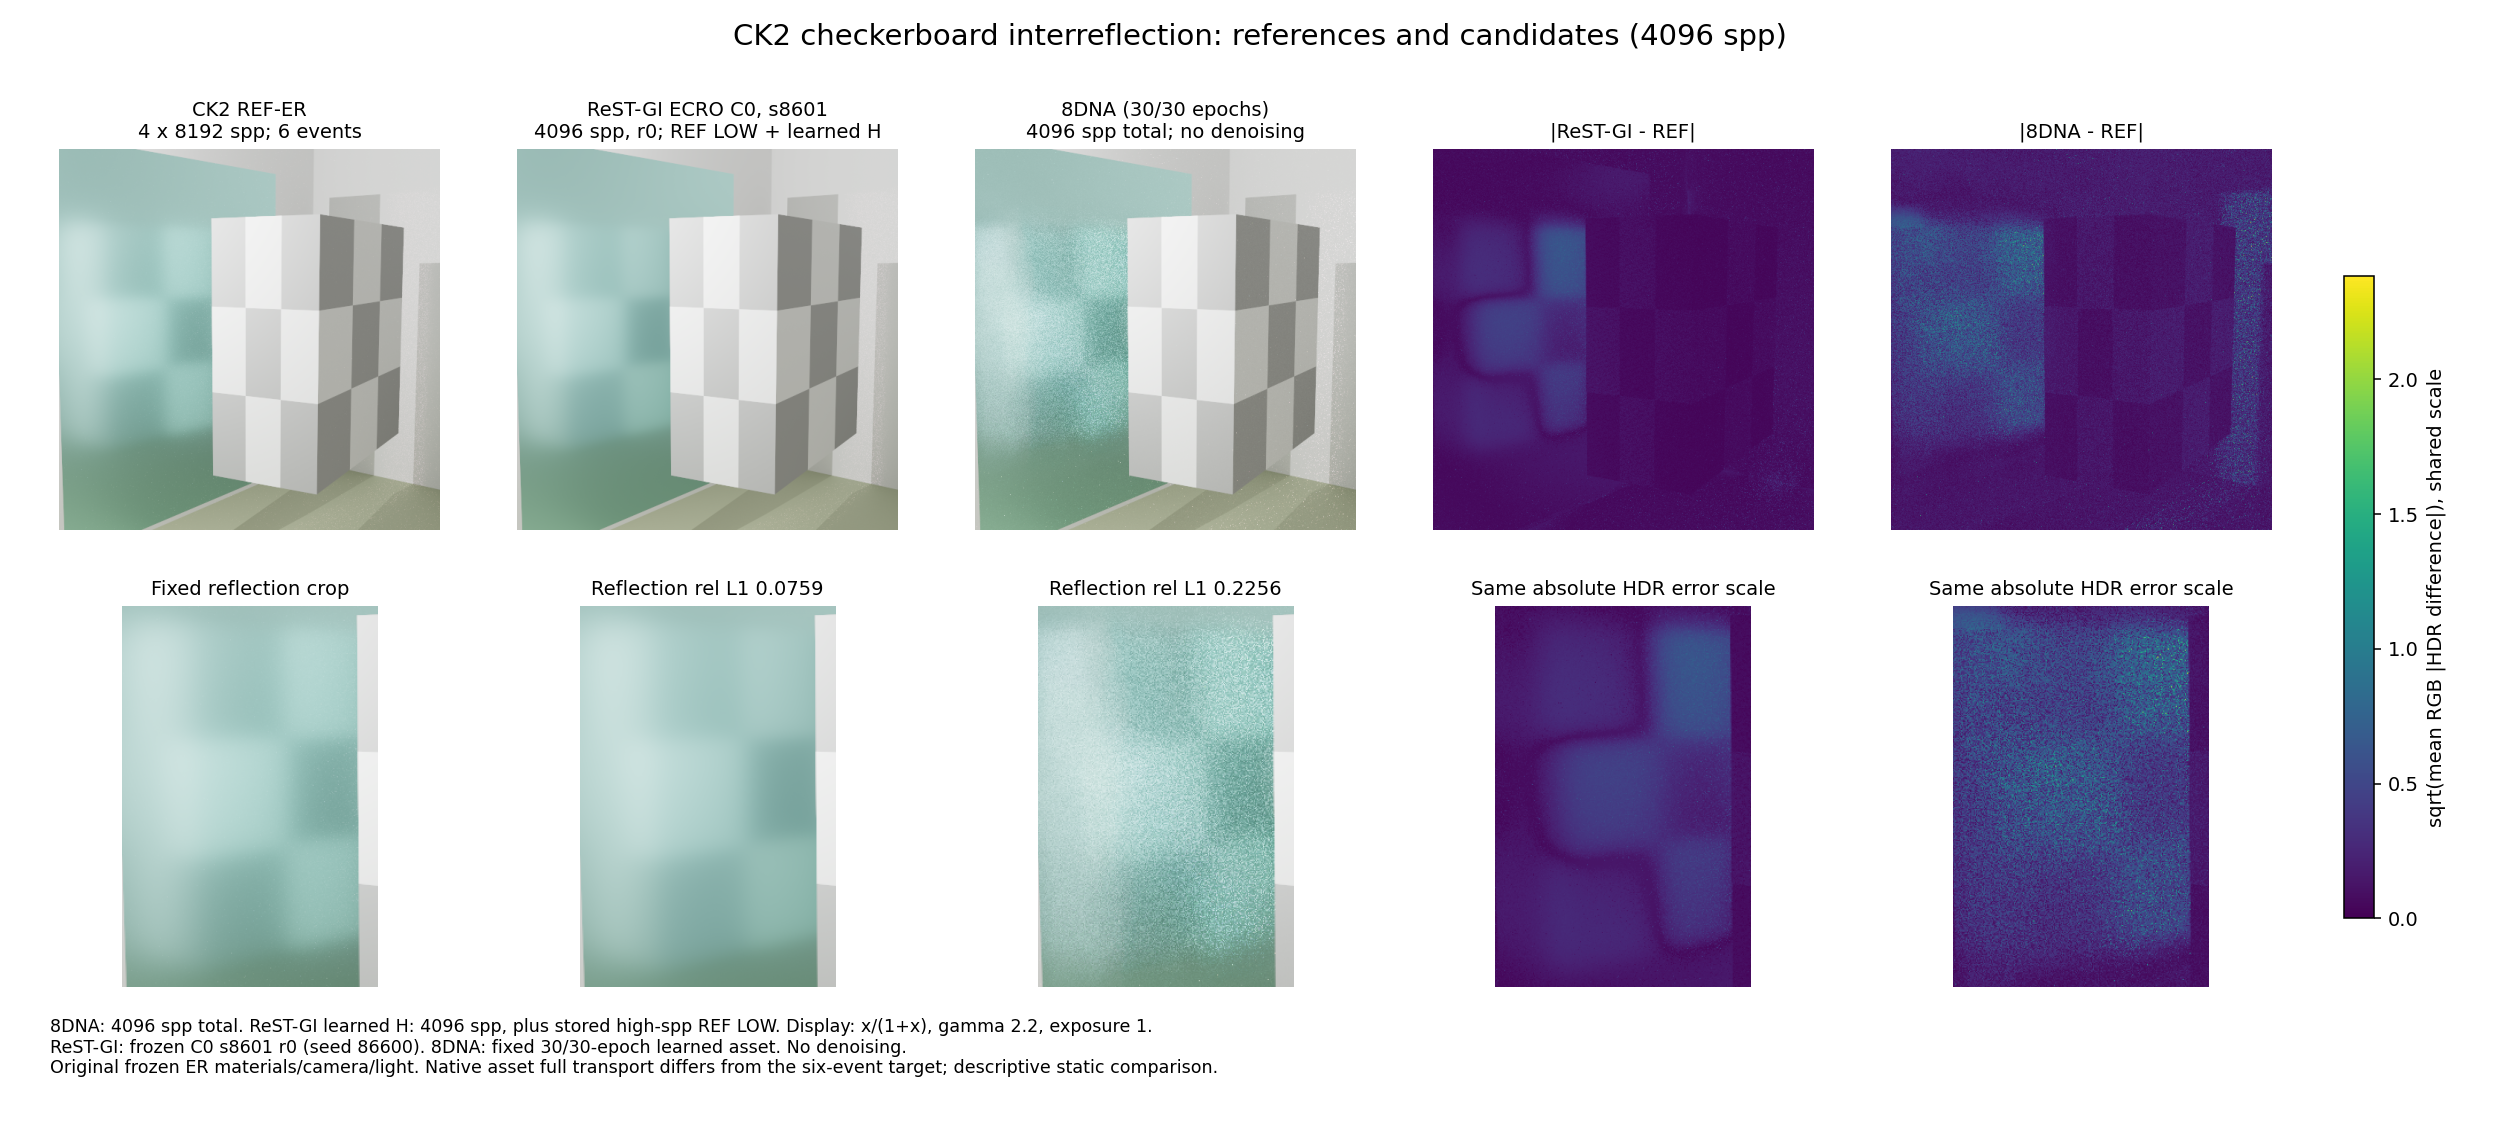 CK2 checkerboard interreflection: references and candidates (4096 spp)
CK2 REF-ER
4 x 8192 spp; 6 events
ReST-GI ECRO C0, s8601
4096 spp, r0; REF LOW + learned H
8DNA (30/30 epochs)
4096 spp total; no denoising
|ReST-GI - REF|
|8DNA - REF|
Fixed reflection crop
Reflection rel L1 0.0759
Reflection rel L1 0.2256
Same absolute HDR error scale
Same absolute HDR error scale
2.0
1.5
1.0
0.5
0.0
sqrt(mean RGB |HDR difference|), shared scale
8DNA: 4096 spp total. ReST-GI learned H: 4096 spp, plus stored high-spp REF LOW. Display: x/(1+x), gamma 2.2, exposure 1.
ReST-GI: frozen C0 s8601 r0 (seed 86600). 8DNA: fixed 30/30-epoch learned asset. No denoising.
Original frozen ER materials/camera/light. Native asset full transport differs from the six-event target; descriptive static comparison.